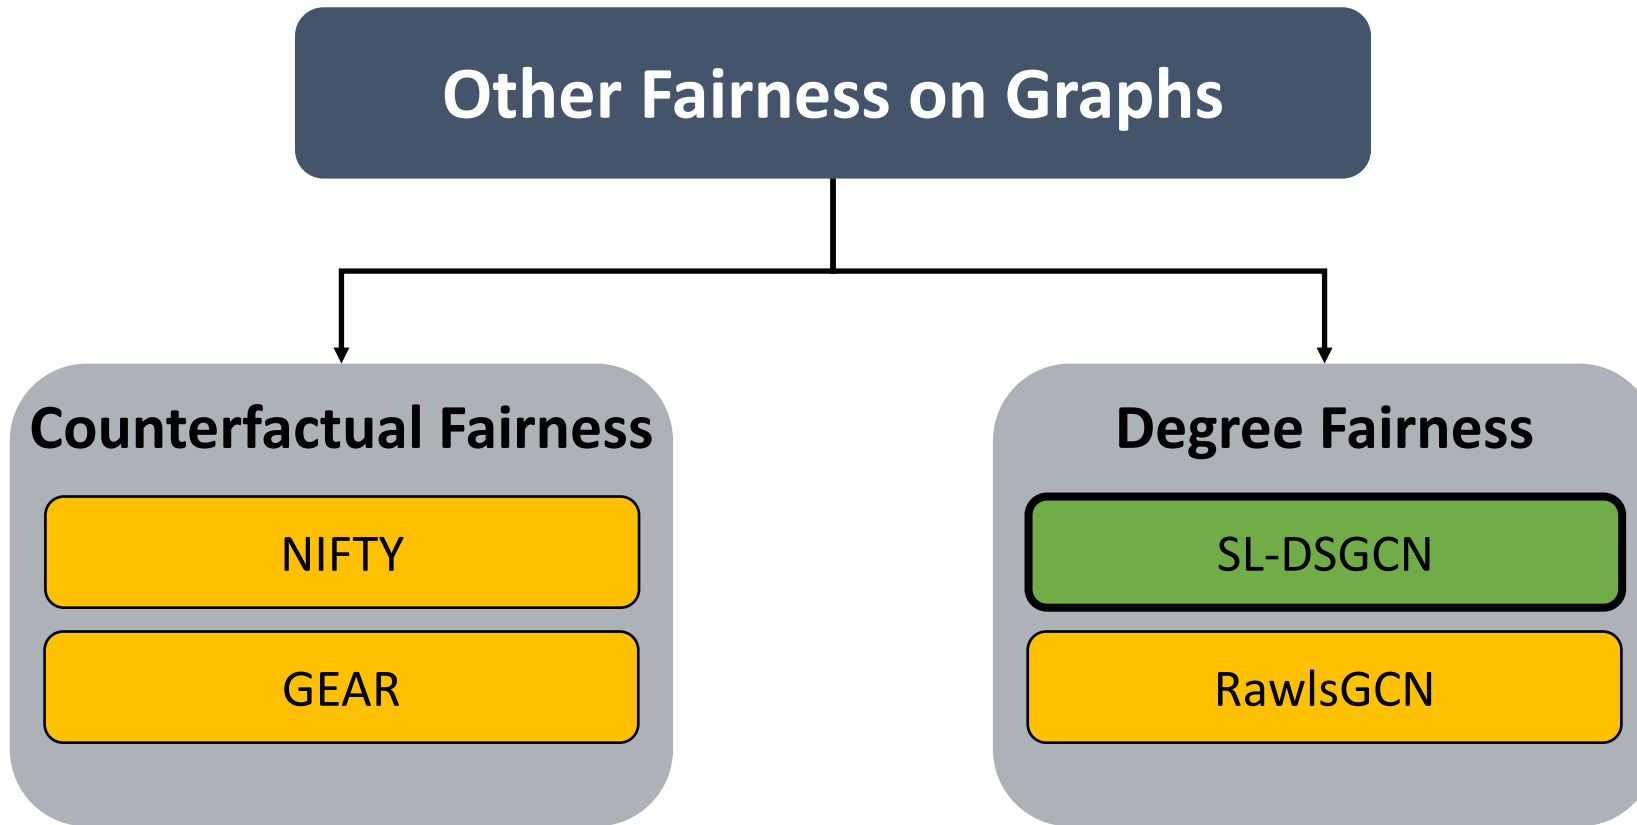 Other Fairness on Graphs
Counterfactual Fairness
NIFTY
GEAR
Degree Fairness
SL-DSGCN
RawlsGCN